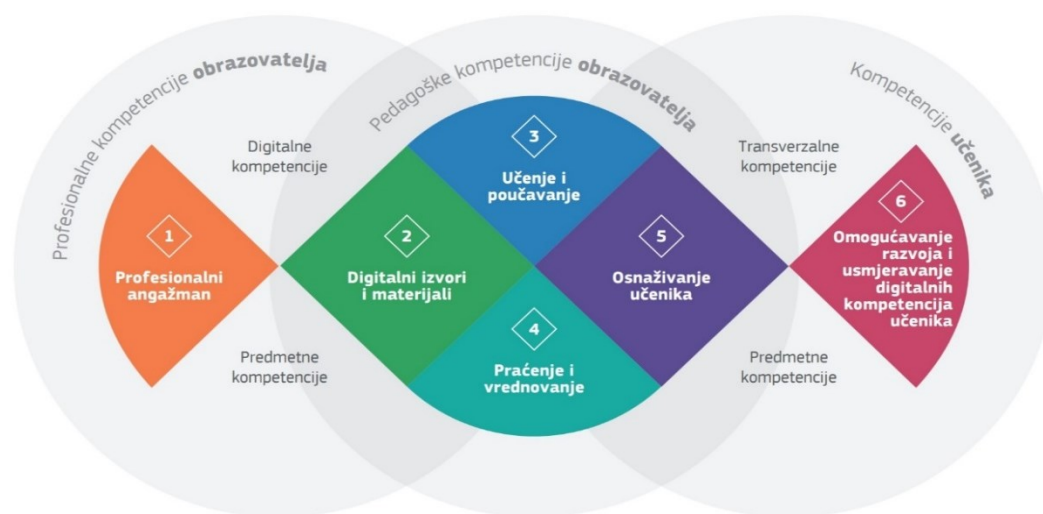 Profesionalne kompetencije obrazovatelja
Pedagoške kompetencije obrazovatelja
Kompetencije učenika
Digitalne
kompetencije
Predmetne
kompetencije
Transverzalne
kompetencije
Predmetne
kompetencije
1
Profesionalni
angažman
2
Digitalni izvori
i materijali
3
Učenje i
poučavanje
4
Praćenje i
vrednovanje
5
Osnaživanje
učenika
6
Omogućavanje
razvoja i
usmjeravanje
digitalnih
kompetencija
učenika